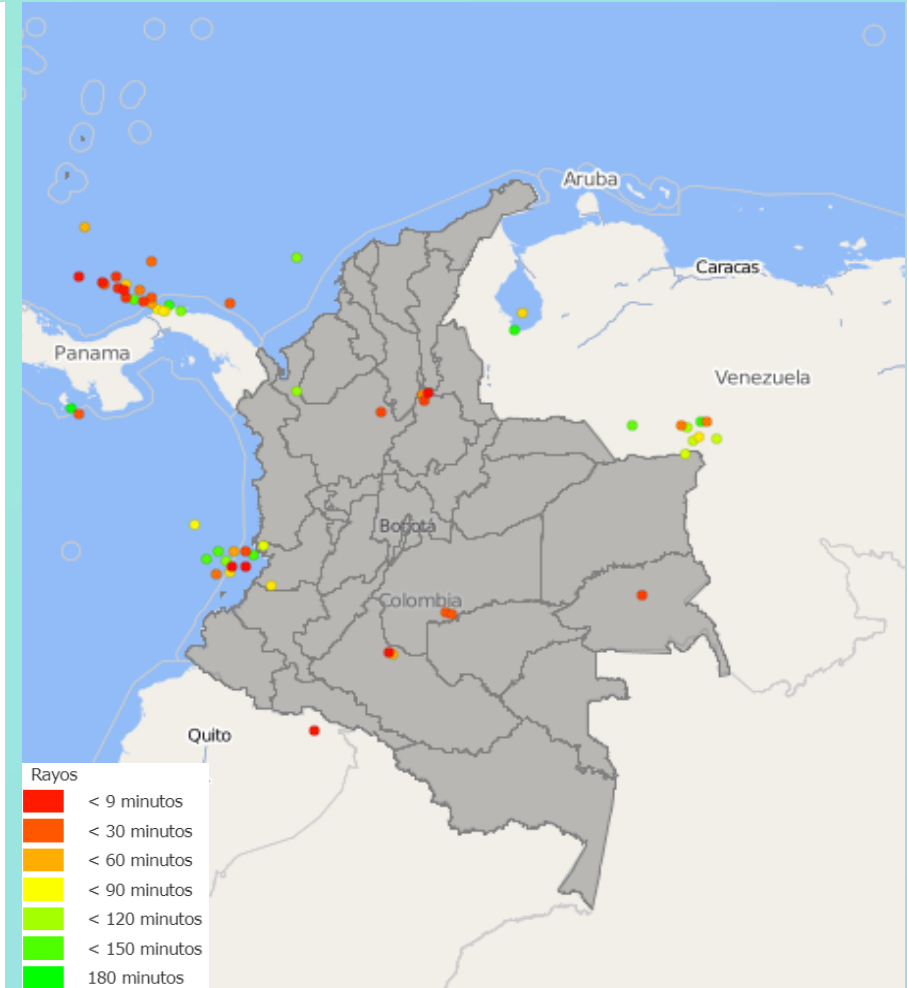 Aruba
Caracas
Panama
Venezuela
Bogotá
Colombia
Quito
Rayos
< 9 minutos
< 30 minutos
< 60 minutos
< 90 minutos
< 120 minutos
< 150 minutos
180 minutos